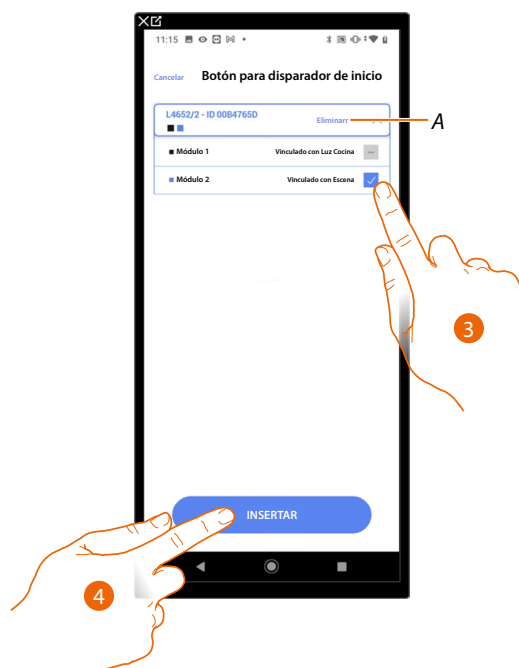 11:15
Cancelar Botón para disparador de inicio
L4652/2 - ID 00B4765D
Eliminarr
A
Módulo 1 Vinculado con Luz Cocina
Módulo 2 Vinculado con Escena
3
INSERTAR
4